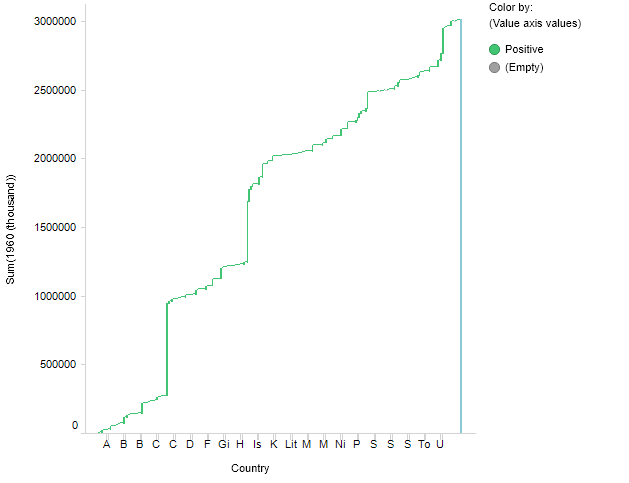 Color by:
(Value axis values)
Positive
(Empty)
3000000
2500000
2000000
1500000
1000000
500000
0
Sum(1960 (thousand))
A B B C C D F Gi H Is K Lit M M Ni P S S S To U
Country